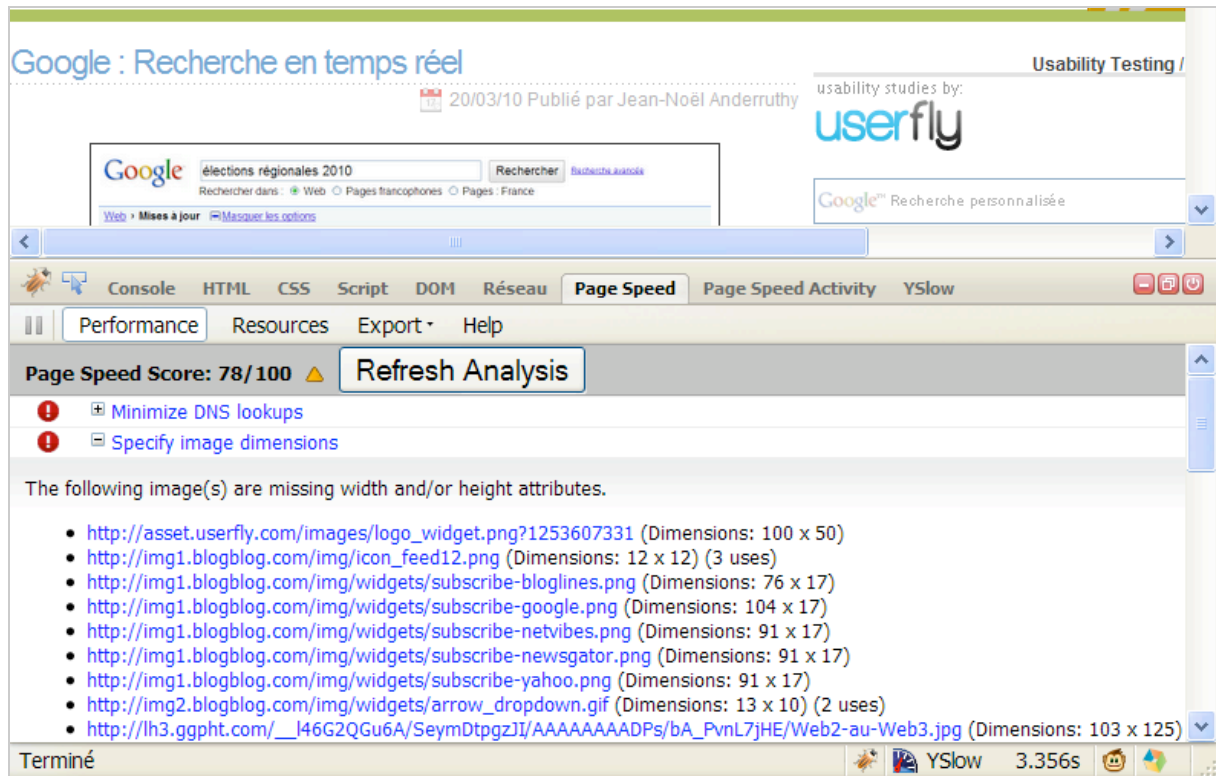 Google : Recherche en temps réel
Usability Testing /
20/03/10 Publié par Jean-Noël Anderruthy
usability studies by:
userfly
Google élections régionales 2010 Rechercher Recherche avancée
Rechercher dans : Web Pages francophones Pages : France
Web › Mises à jour Masquer les options
Google™ Recherche personnalisée
Console HTML CSS Script DOM Réseau Page Speed Page Speed Activity YSlow
Performance Resources Export Help
Page Speed Score: 78/100 Refresh Analysis
Minimize DNS lookups
Specify image dimensions
The following image(s) are missing width and/or height attributes.
• http://asset.userfly.com/images/logo_widget.png?1253607331 (Dimensions: 100 x 50)
• http://img1.blogblog.com/img/icon_feed12.png (Dimensions: 12 x 12) (3 uses)
• http://img1.blogblog.com/img/widgets/subscribe-bloglines.png (Dimensions: 76 x 17)
• http://img1.blogblog.com/img/widgets/subscribe-google.png (Dimensions: 104 x 17)
• http://img1.blogblog.com/img/widgets/subscribe-netvibes.png (Dimensions: 91 x 17)
• http://img1.blogblog.com/img/widgets/subscribe-newsgator.png (Dimensions: 91 x 17)
• http://img1.blogblog.com/img/widgets/subscribe-yahoo.png (Dimensions: 91 x 17)
• http://img2.blogblog.com/img/widgets/arrow_dropdown.gif (Dimensions: 13 x 10) (2 uses)
• http://lh3.ggpht.com/__l46G2QGu6A/SeymDtpgzJI/AAAAAAAADPs/bA_PvnL7jHE/Web2-au-Web3.jpg (Dimensions: 103 x 125)
Terminé YSlow 3.356s